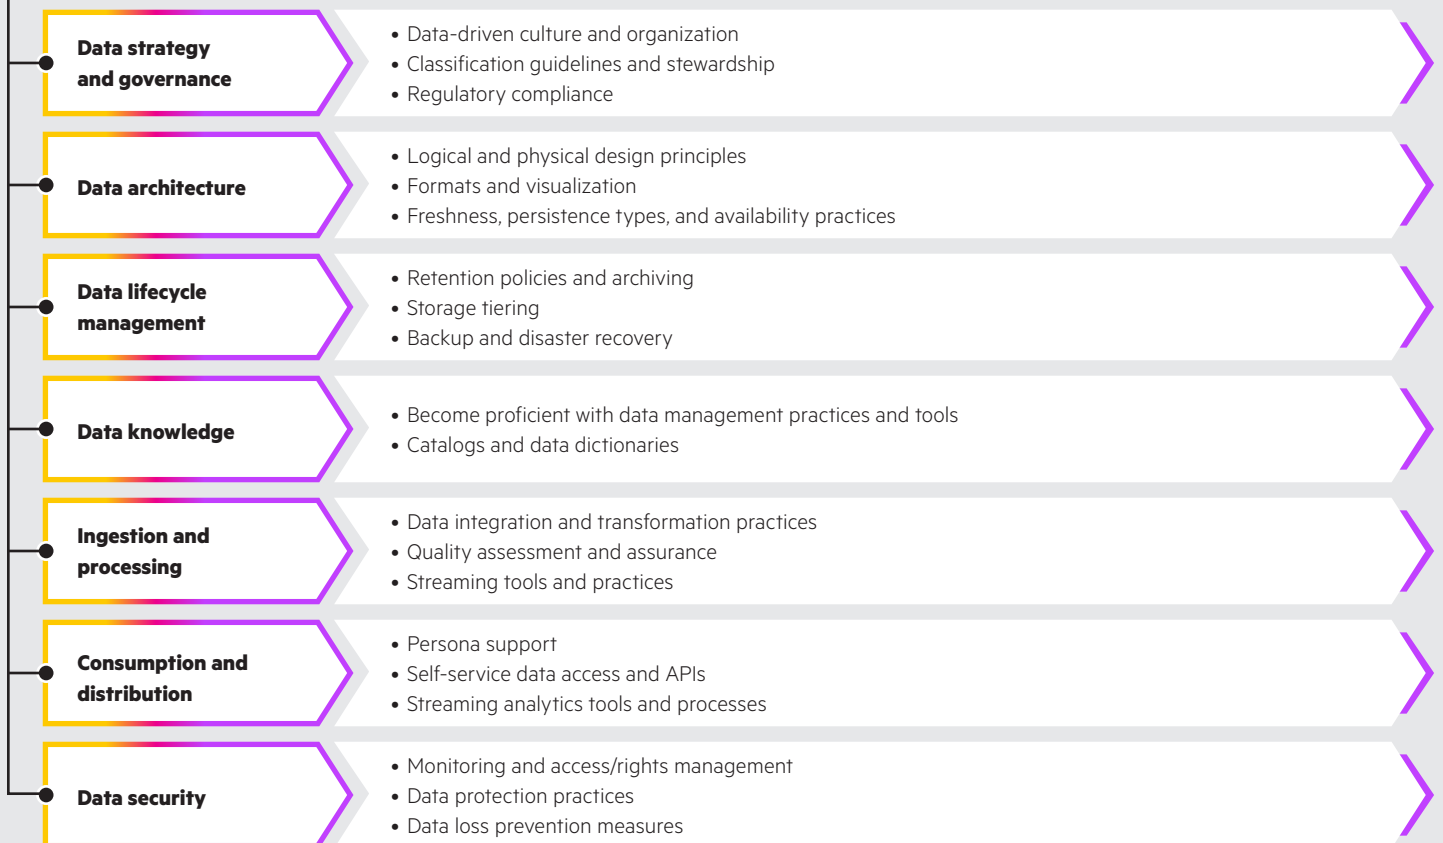 Data strategy
and governance
• Data-driven culture and organization
• Classification guidelines and stewardship
• Regulatory compliance
Data architecture
• Logical and physical design principles
• Formats and visualization
• Freshness, persistence types, and availability practices
Data lifecycle
management
• Retention policies and archiving
• Storage tiering
• Backup and disaster recovery
Data knowledge
• Become proficient with data management practices and tools
• Catalogs and data dictionaries
Ingestion and
processing
• Data integration and transformation practices
• Quality assessment and assurance
• Streaming tools and practices
Consumption and
distribution
• Persona support
• Self-service data access and APIs
• Streaming analytics tools and processes
Data security
• Monitoring and access/rights management
• Data protection practices
• Data loss prevention measures